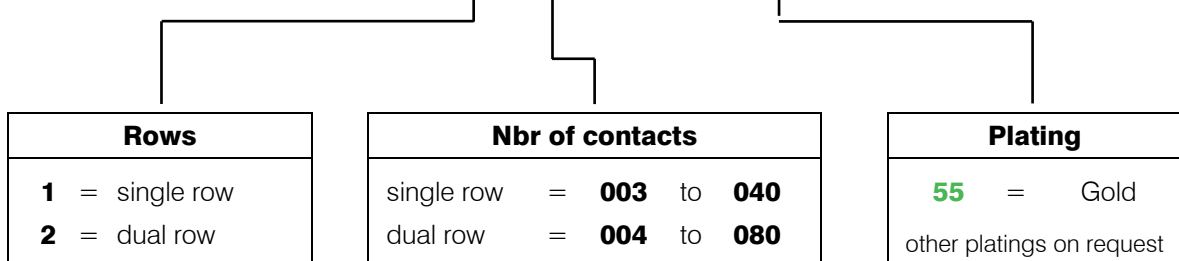 Rows
1 = single row
2 = dual row
Nbr of contacts
single row = 003 to 040
dual row = 004 to 080
Plating
55 = Gold
other platings on request